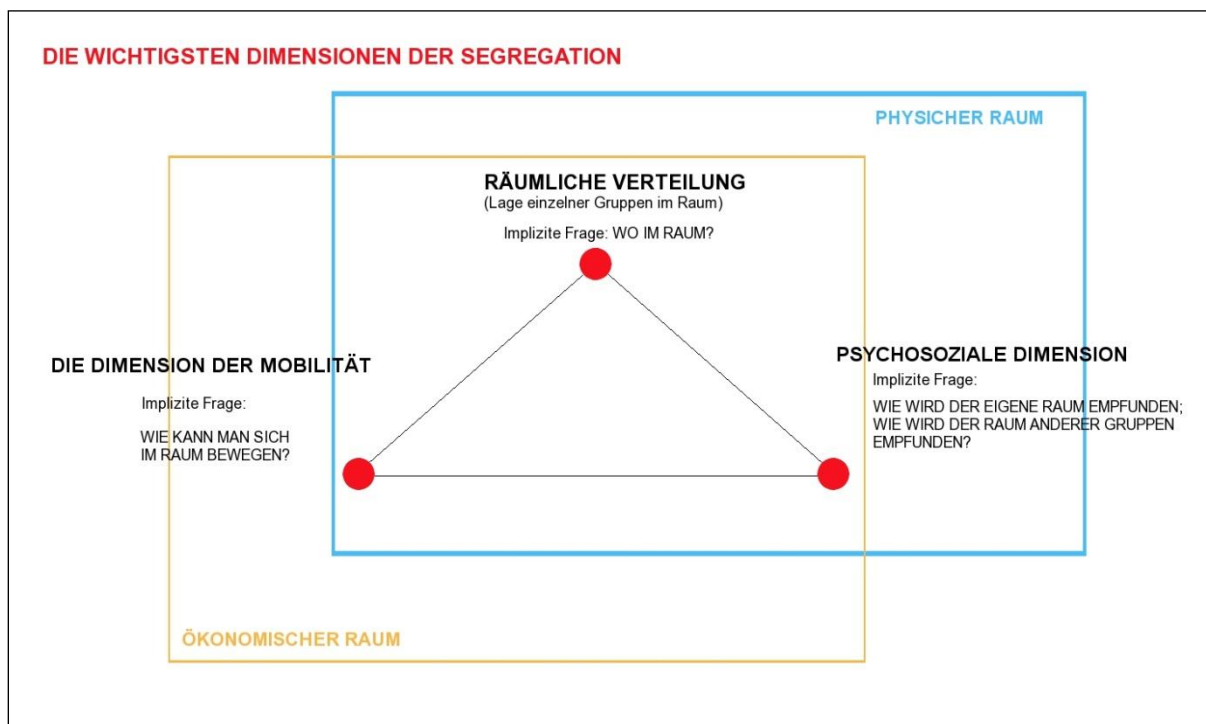 DIE WICHTIGSTEN DIMENSIONEN DER SEGREGATION
PHYSICHER RAUM
RÄUMLICHE VERTEILUNG
(Lage einzelner Gruppen im Raum)
Implizite Frage: WO IM RAUM?
DIE DIMENSION DER MOBILITÄT
Implizite Frage:
WIE KANN MAN SICH
IM RAUM BEWEGEN?
PSYCHOSOZIALE DIMENSION
Implizite Frage:
WIE WIRD DER EIGENE RAUM EMPFUNDEN;
WIE WIRD DER RAUM ANDERER GRUPPEN
EMPFUNDEN?
ÖKONOMISCHER RAUM